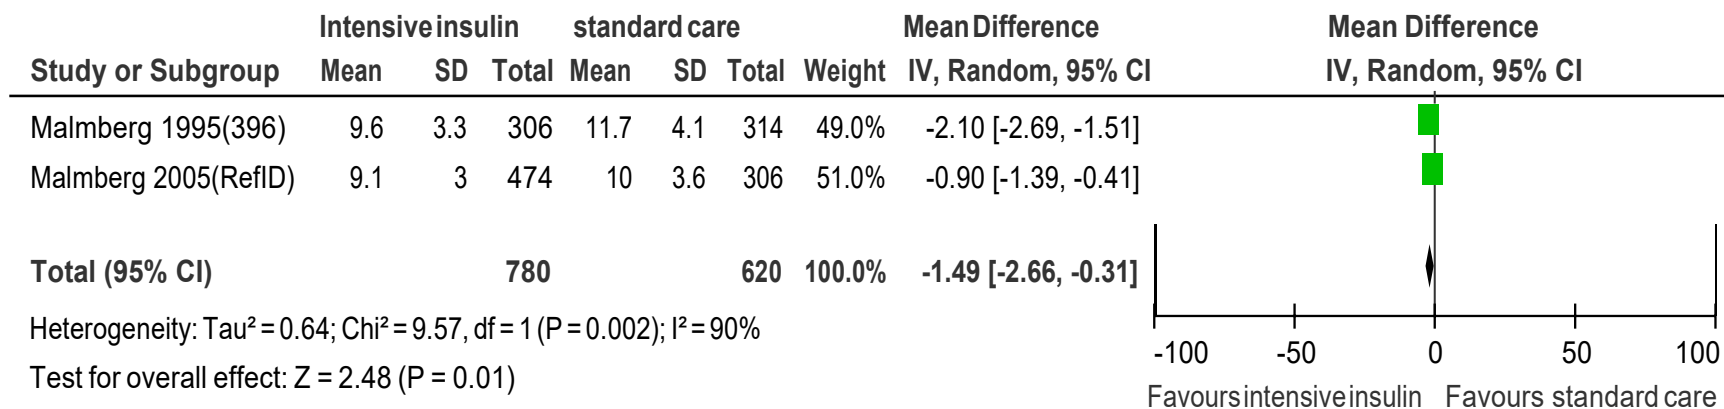 Intensive insulin standard care Mean Difference Mean Difference
Study or Subgroup Mean SD Total Mean SD Total Weight IV, Random, 95% CI IV, Random, 95% CI
Malmberg 1995(396) 9.6 3.3 306 11.7 4.1 314 49.0% -2.10 [-2.69, -1.51]
Malmberg 2005(RefID) 9.1 3 474 10 3.6 306 51.0% -0.90 [-1.39, -0.41]
Total (95% CI) 780 620 100.0% -1.49 [-2.66, -0.31]
Heterogeneity: Tau² = 0.64; Chi² = 9.57, df = 1 (P = 0.002); I² = 90%
Test for overall effect: Z = 2.48 (P = 0.01)
-100 -50 0 50 100
Favours intensive insulin Favours standard care